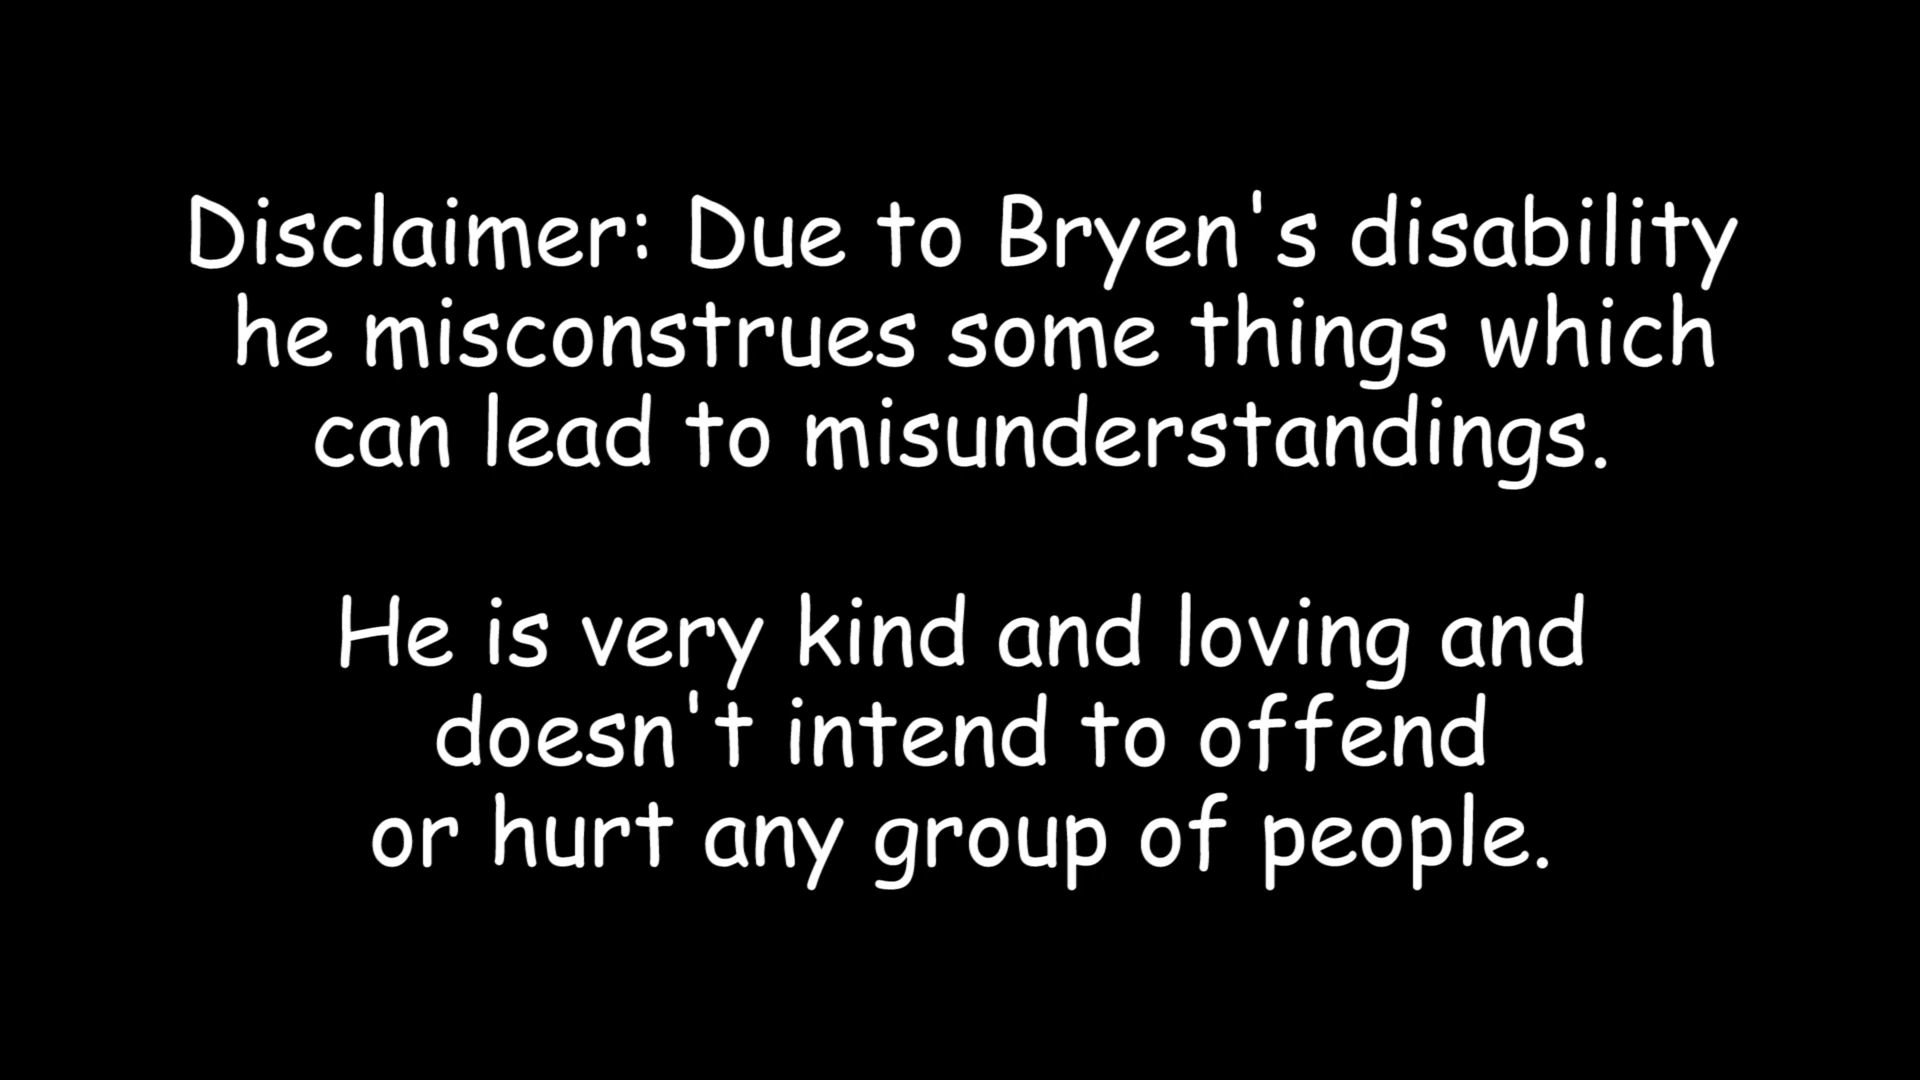 Disclaimer: Due to Bryen's disability
he misconstrues some things which
can lead to misunderstandings.
He is very kind and loving and
doesn't intend to offend
or hurt any group of people.